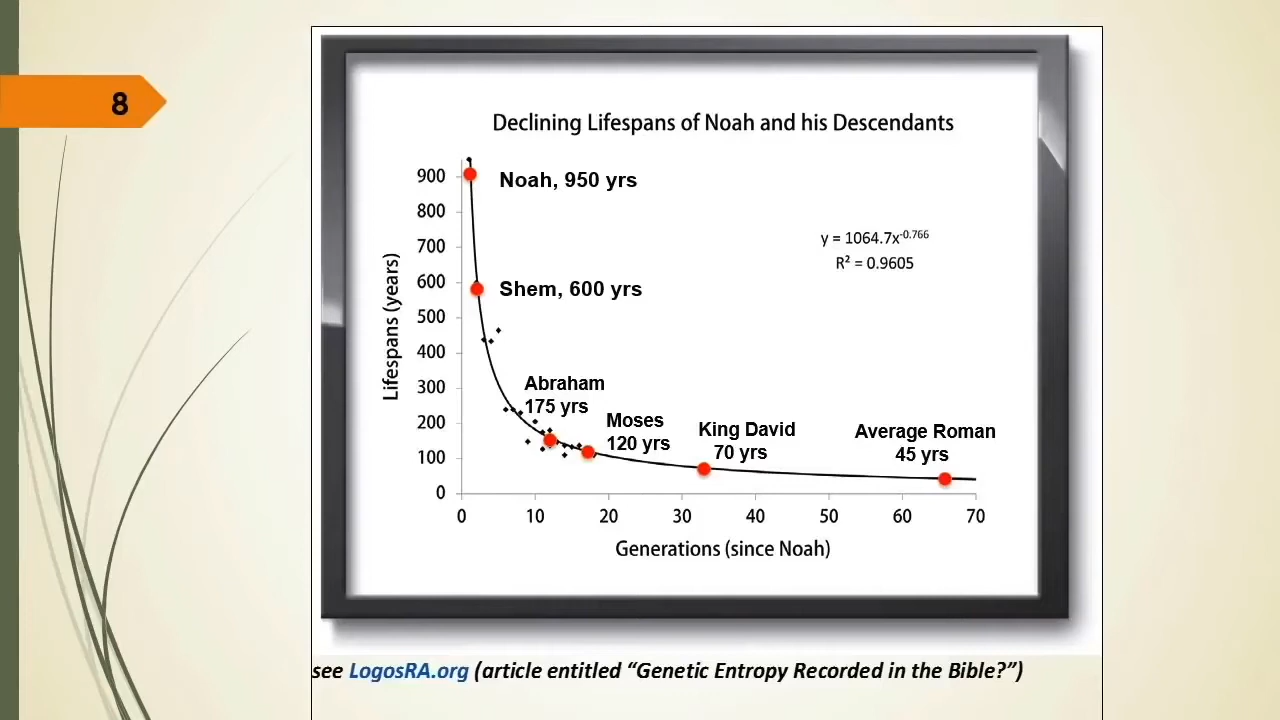 8
Declining Lifespans of Noah and his Descendants
900
800
700
600
500
400
300
200
100
0
Lifespans (years)
Noah, 950 yrs
Shem, 600 yrs
y = 1064.7x^-0.766
R² = 0.9605
Abraham
175 yrs
Moses
120 yrs
King David
70 yrs
Average Roman
45 yrs
0 10 20 30 40 50 60 70
Generations (since Noah)
see LogosRA.org (article entitled “Genetic Entropy Recorded in the Bible?”)